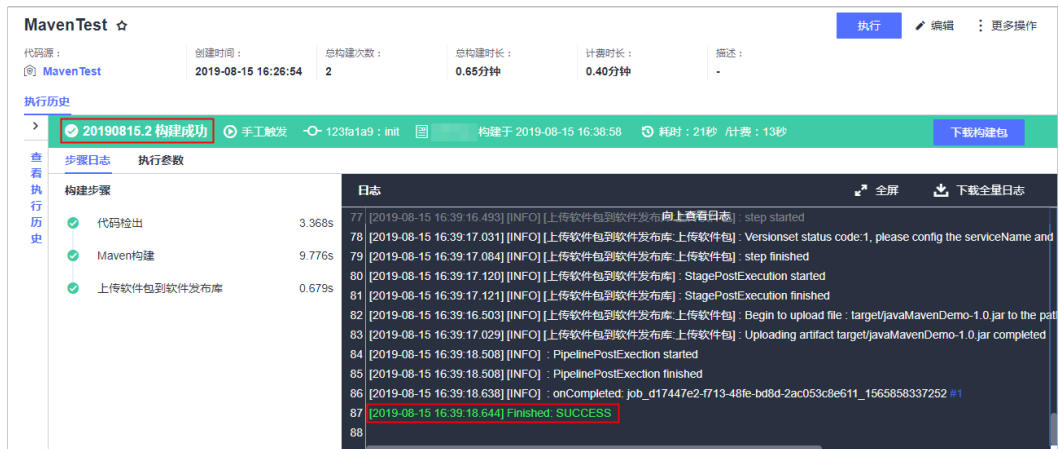 MavenTest
执行 编辑 更多操作
代码源： 创建时间： 总构建次数： 总构建时长： 计费时长： 描述：
MavenTest 2019-08-15 16:26:54 2 0.65分钟 0.40分钟 -
执行历史
20190815.2 构建成功 手工触发 123fa1a9：init 构建于 2019-08-15 16:38:58 耗时：21秒 /计费：13秒 下载构建包
查看执行历史
步骤日志 执行参数
构建步骤
代码检出 3.368s
Maven构建 9.776s
上传软件包到软件发布库 0.679s
日志 全屏 下载全量日志
向上查看日志
77 [2019-08-15 16:39:16.493] [INFO] [上传软件包到软件发布库:上传软件包] : step started
78 [2019-08-15 16:39:17.031] [INFO] [上传软件包到软件发布库:上传软件包] : Versionset status code:1, please config the serviceName and
79 [2019-08-15 16:39:17.084] [INFO] [上传软件包到软件发布库:上传软件包] : step finished
80 [2019-08-15 16:39:17.120] [INFO] [上传软件包到软件发布库] : StagePostExecution started
81 [2019-08-15 16:39:17.121] [INFO] [上传软件包到软件发布库] : StagePostExecution finished
82 [2019-08-15 16:39:16.503] [INFO] [上传软件包到软件发布库:上传软件包] : Begin to upload file : target/javaMavenDemo-1.0.jar to the pat
83 [2019-08-15 16:39:17.029] [INFO] [上传软件包到软件发布库:上传软件包] : Uploading artifact target/javaMavenDemo-1.0.jar completed
84 [2019-08-15 16:39:18.508] [INFO] : PipelinePostExection started
85 [2019-08-15 16:39:18.508] [INFO] : PipelinePostExection finished
86 [2019-08-15 16:39:18.638] [INFO] : onCompleted: job_d17447e2-f713-48fe-bd8d-2ac053c8e611_1565858337252 #1
87 [2019-08-15 16:39:18.644] Finished: SUCCESS
88